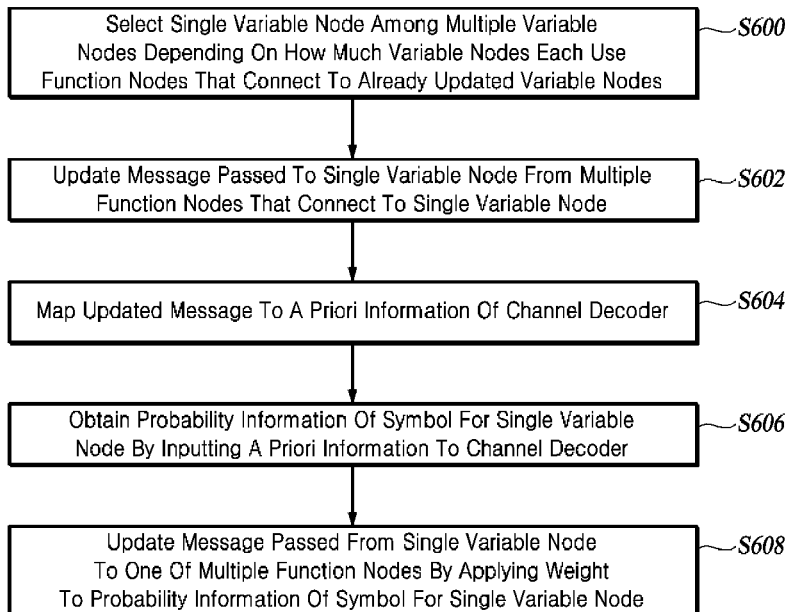 Select Single Variable Node Among Multiple Variable
Nodes Depending On How Much Variable Nodes Each Use
Function Nodes That Connect To Already Updated Variable Nodes
S600
Update Message Passed To Single Variable Node From Multiple
Function Nodes That Connect To Single Variable Node
S602
Map Updated Message To A Priori Information Of Channel Decoder
S604
Obtain Probability Information Of Symbol For Single Variable
Node By Inputting A Priori Information To Channel Decoder
S606
Update Message Passed From Single Variable Node
To One Of Multiple Function Nodes By Applying Weight
To Probability Information Of Symbol For Single Variable Node
S608